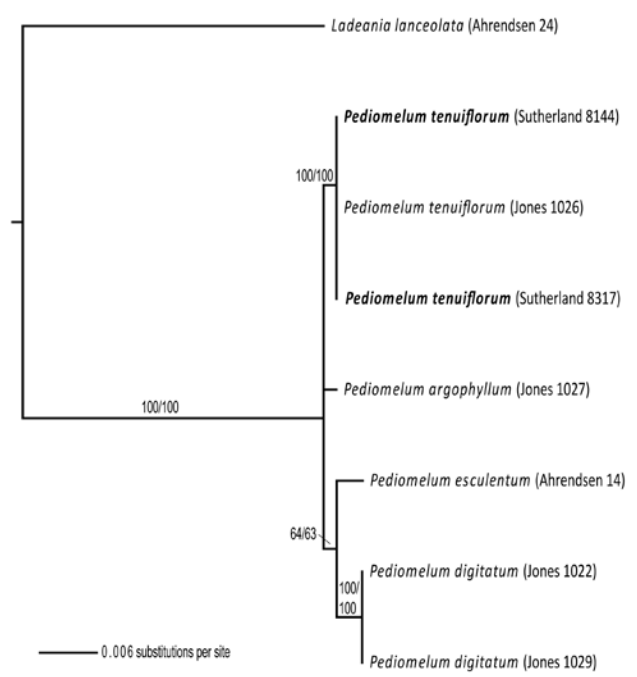 Ladeania lanceolata (Ahrendsen 24)
Pediomelum tenuiflorum (Sutherland 8144)
100/100
Pediomelum tenuiflorum (Jones 1026)
Pediomelum tenuiflorum (Sutherland 8317)
Pediomelum argophyllum (Jones 1027)
100/100
Pediomelum esculentum (Ahrendsen 14)
64/63
Pediomelum digitatum (Jones 1022)
100/
100
0.006 substitutions per site
Pediomelum digitatum (Jones 1029)